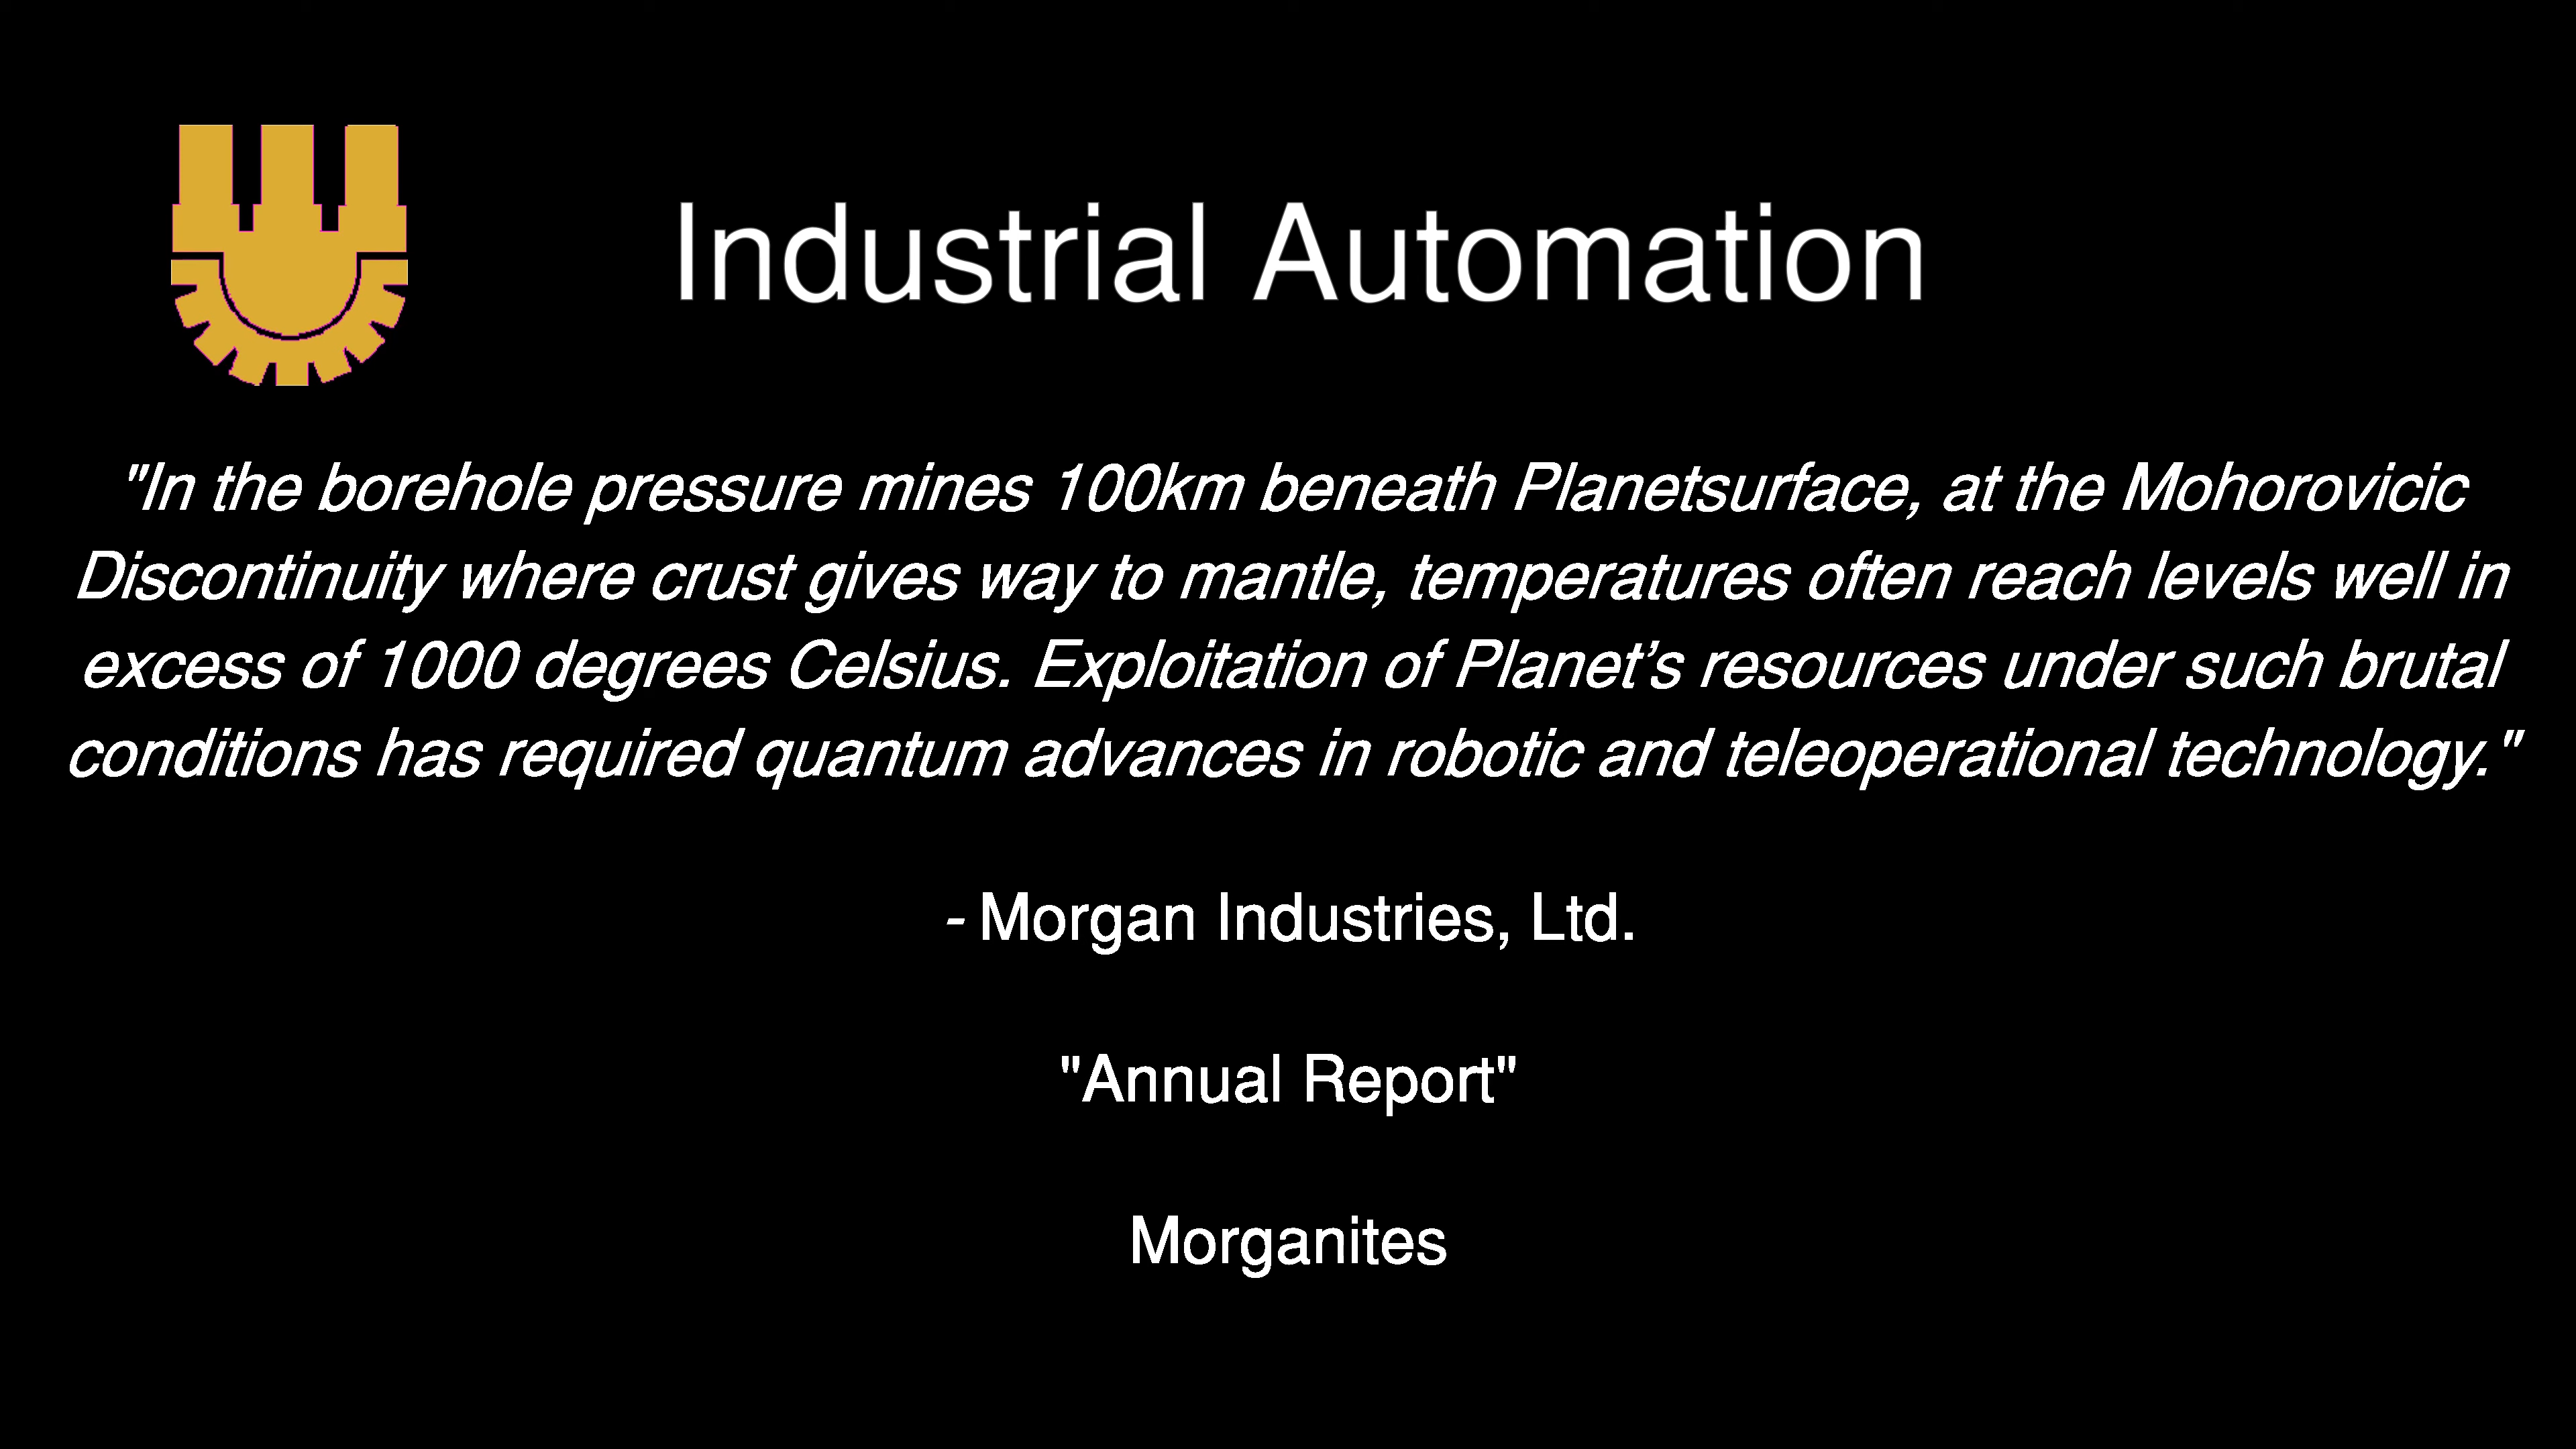 Industrial Automation
"In the borehole pressure mines 100km beneath Planetsurface, at the Mohorovicic
Discontinuity where crust gives way to mantle, temperatures often reach levels well in
excess of 1000 degrees Celsius. Exploitation of Planet’s resources under such brutal
conditions has required quantum advances in robotic and teleoperational technology."
- Morgan Industries, Ltd.
"Annual Report"
Morganites